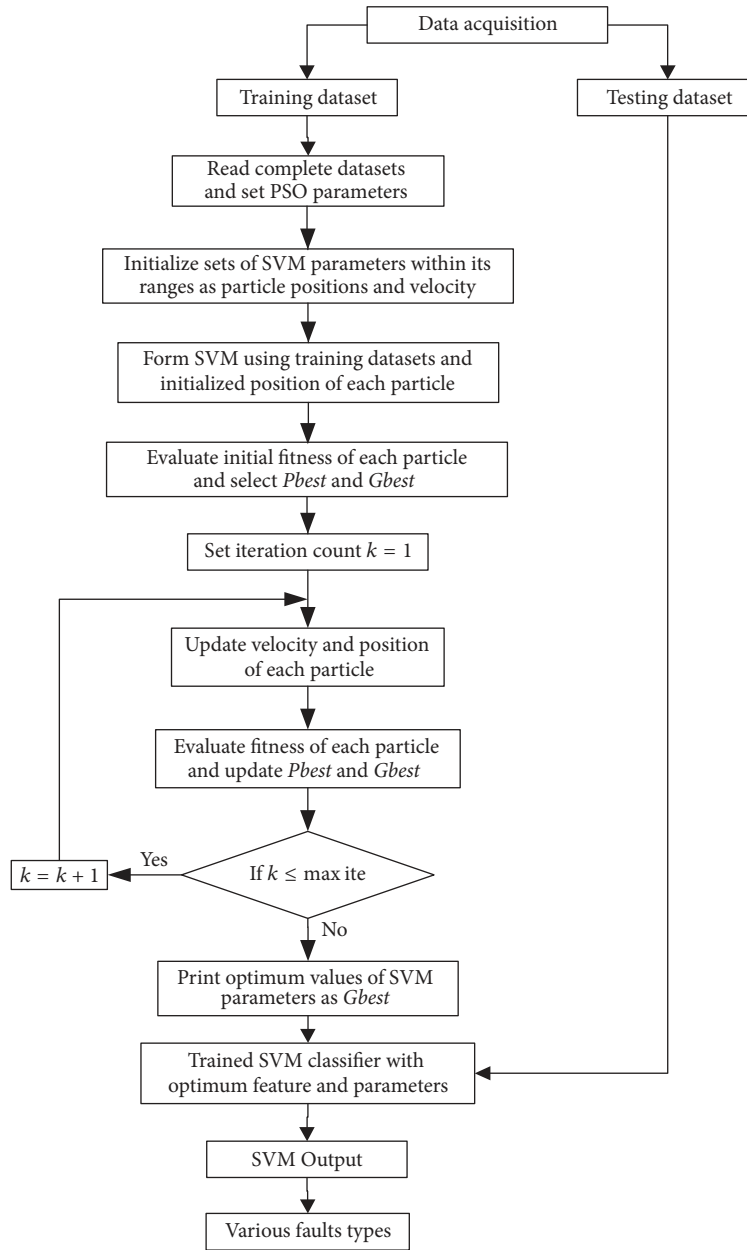 Data acquisition
Training dataset
Testing dataset
Read complete datasets
and set PSO parameters
Initialize sets of SVM parameters within its
ranges as particle positions and velocity
Form SVM using training datasets and
initialized position of each particle
Evaluate initial fitness of each particle
and select Pbest and Gbest
Set iteration count k = 1
Update velocity and position
of each particle
Evaluate fitness of each particle
and update Pbest and Gbest
Yes
k = k + 1
If k ≤ max ite
No
Print optimum values of SVM
parameters as Gbest
Trained SVM classifier with
optimum feature and parameters
SVM Output
Various faults types